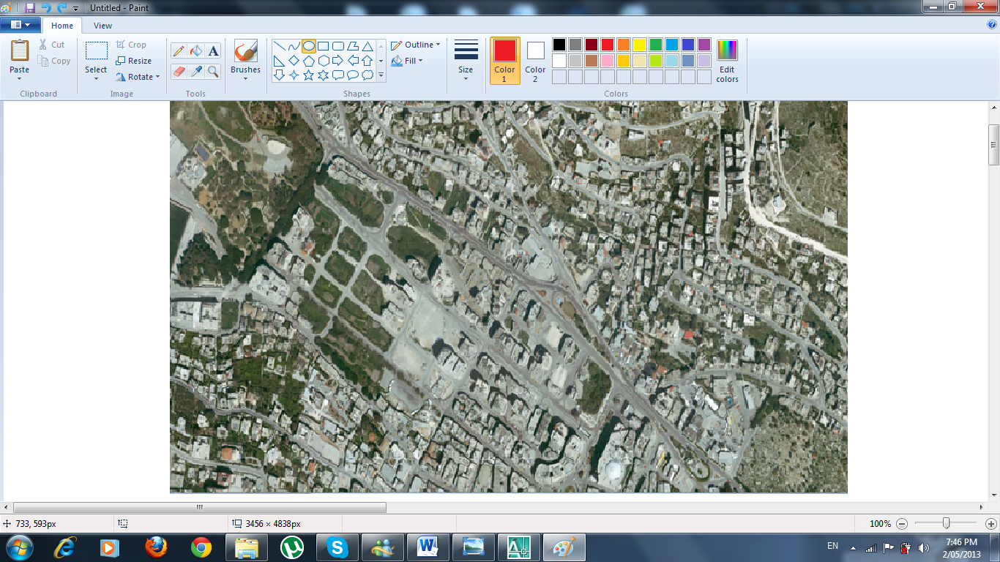 Untitled - Paint
Home View
Paste
Cut
Copy
Clipboard
Select
Crop
Resize
Rotate
Image
A
Tools
Brushes
Outline
Fill
Shapes
Size
Color 1
Color 2
Edit colors
Colors
733, 593px
3456 × 4838px
100%
EN
7:46 PM
2/05/2013